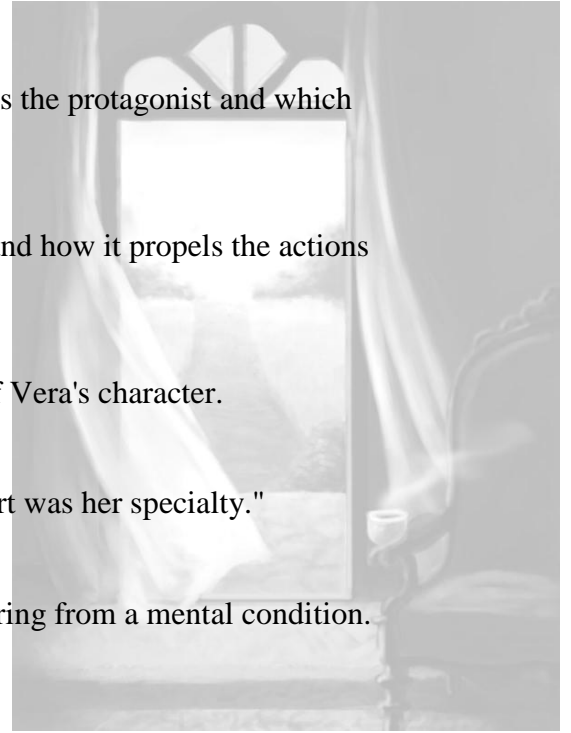 s the protagonist and which
nd how it propels the actions
f Vera's character.
rt was her specialty."
ring from a mental condition.